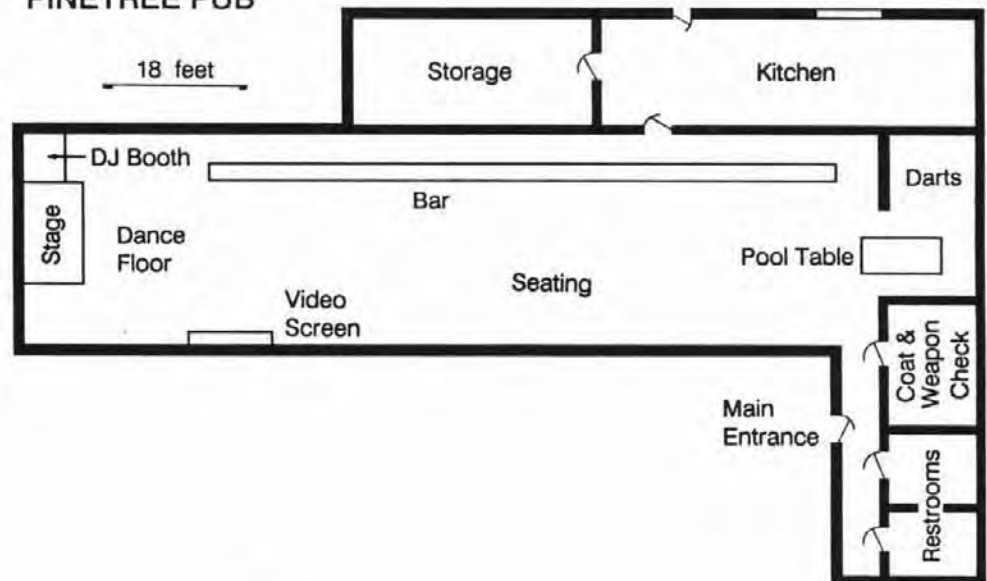 PINETREE PUB
18 feet
Storage
Kitchen
DJ Booth
Bar
Darts
Stage
Dance
Floor
Pool Table
Seating
Video
Screen
Coat &
Weapon
Check
Main
Entrance
Restrooms